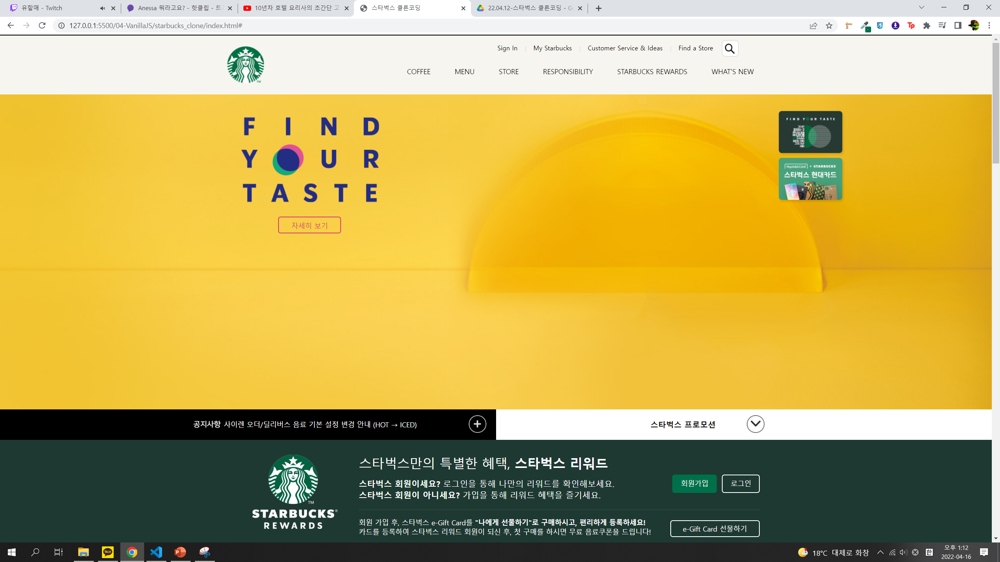 유할매 - Twitch
Anessa 뭐라고요? - 핫클립 - 트
10년차 호텔 요리사의 초간단 고
스타벅스 클론코딩
22.04.12-스타벅스 클론코딩 - Go
127.0.0.1:5500/04-VanillaJS/starbucks_clone/index.html#
Sign In | My Starbucks | Customer Service & Ideas | Find a Store
COFFEE MENU STORE RESPONSIBILITY STARBUCKS REWARDS WHAT'S NEW
FIND
Y UR
TASTE
자세히 보기
FIND Y UR TASTE
좋아해
HyundaiCard + STARBUCKS
스타벅스 현대카드
공지사항 사이렌 오더/딜리버스 음료 기본 설정 변경 안내 (HOT → ICED)
스타벅스 프로모션
TM
STARBUCKS®
REWARDS
스타벅스만의 특별한 혜택, 스타벅스 리워드
스타벅스 회원이세요? 로그인을 통해 나만의 리워드를 확인해보세요.
스타벅스 회원이 아니세요? 가입을 통해 리워드 혜택을 즐기세요.
회원가입
로그인
회원 가입 후, 스타벅스 e-Gift Card를 "나에게 선물하기"로 구매하시고, 편리하게 등록하세요!
카드를 등록하여 스타벅스 리워드 회원이 되신 후, 첫 구매를 하시면 무료 음료쿠폰을 드립니다!
e-Gift Card 선물하기
TALK
18°C 대체로 화창
한
오후 1:12
2022-04-16